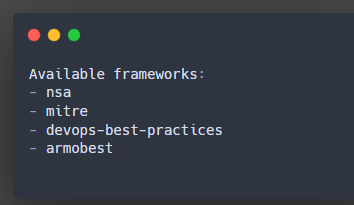 Available frameworks:
- nsa
- mitre
- devops-best-practices
- armobest